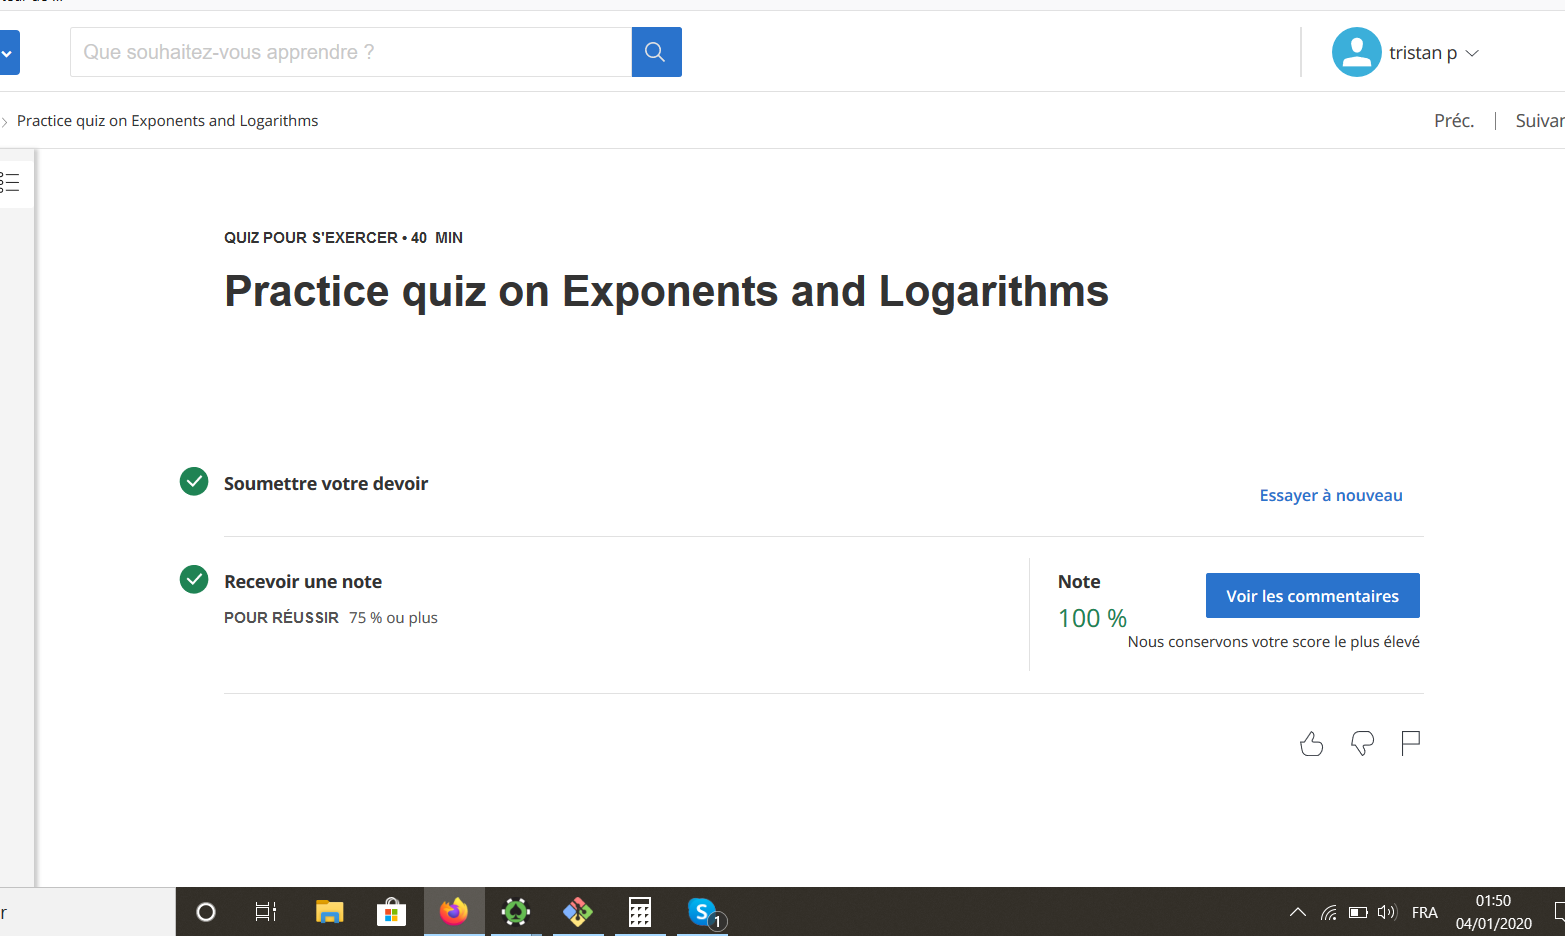 Que souhaitez-vous apprendre ?
tristan p
Practice quiz on Exponents and Logarithms
Préc.
QUIZ POUR S'EXERCER • 40 MIN
Practice quiz on Exponents and Logarithms
Soumettre votre devoir
Essayer à nouveau
Recevoir une note
POUR RÉUSSIR 75 % ou plus
Note
100 %
Voir les commentaires
Nous conservons votre score le plus élevé
r
S
1
FRA
01:50
04/01/2020